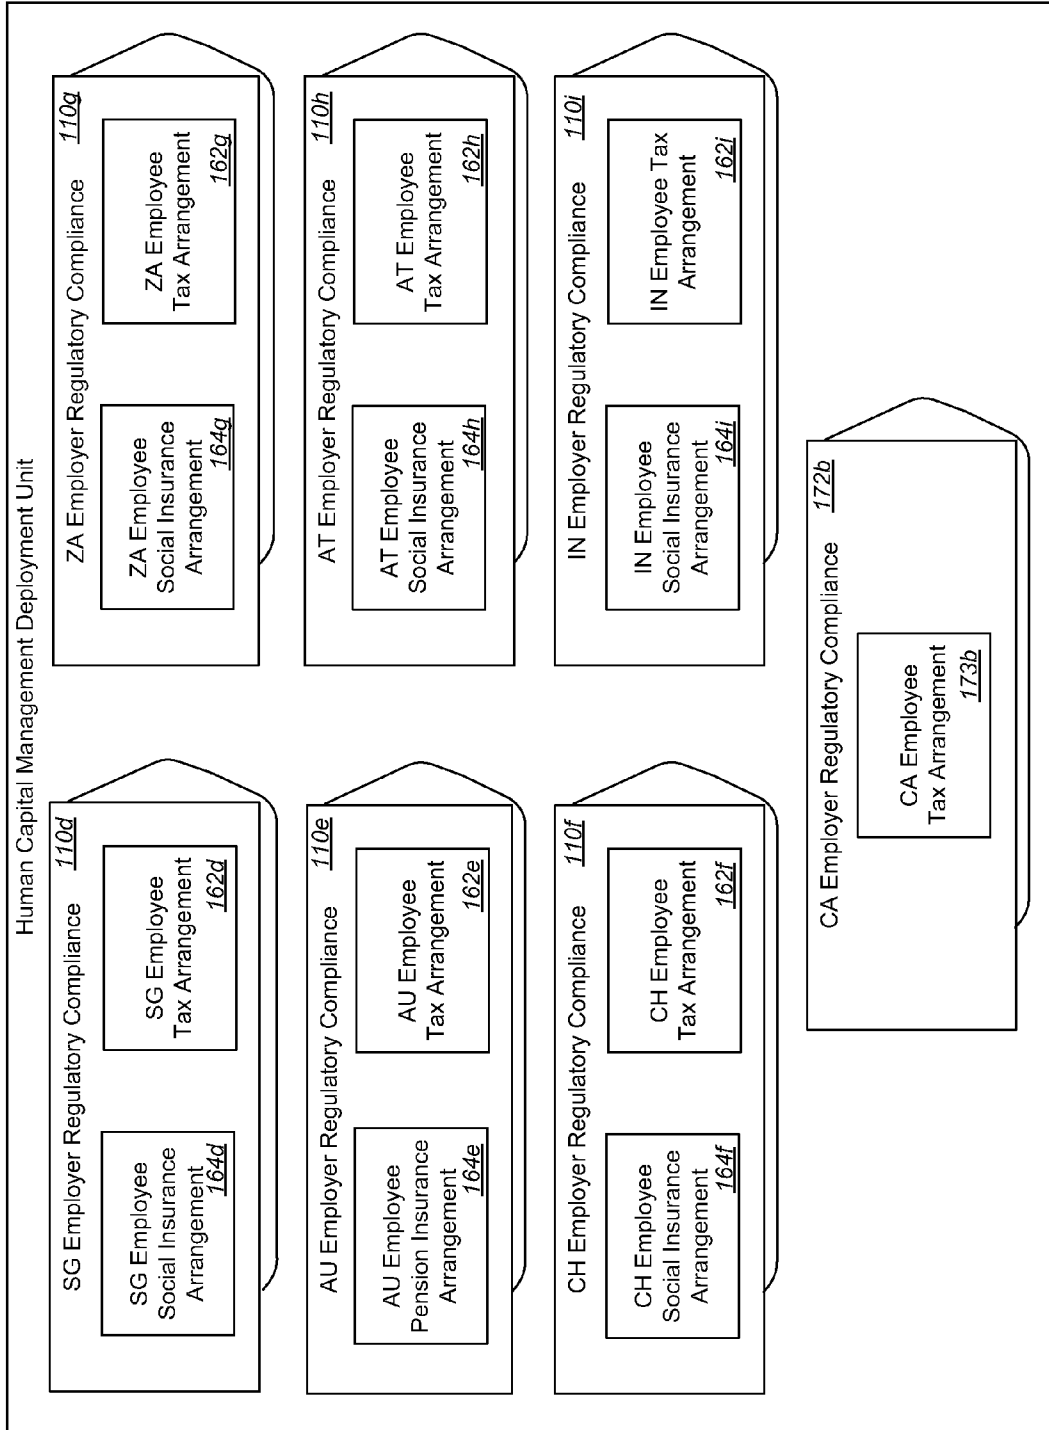 Human Capital Management Deployment Unit
SG Employer Regulatory Compliance
110d
SG Employee
Social Insurance
Arrangement
164d
SG Employee
Tax Arrangement
162d
ZA Employer Regulatory Compliance
110g
ZA Employee
Social Insurance
Arrangement
164g
ZA Employee
Tax Arrangement
162g
AU Employer Regulatory Compliance
110e
AU Employee
Pension Insurance
Arrangement
164e
AU Employee
Tax Arrangement
162e
AT Employer Regulatory Compliance
110h
AT Employee
Social Insurance
Arrangement
164h
AT Employee
Tax Arrangement
162h
CH Employer Regulatory Compliance
110f
CH Employee
Social Insurance
Arrangement
164f
CH Employee
Tax Arrangement
162f
IN Employer Regulatory Compliance
110i
IN Employee
Social Insurance
Arrangement
164i
IN Employee Tax
Arrangement
162i
CA Employer Regulatory Compliance
172b
CA Employee
Tax Arrangement
173b